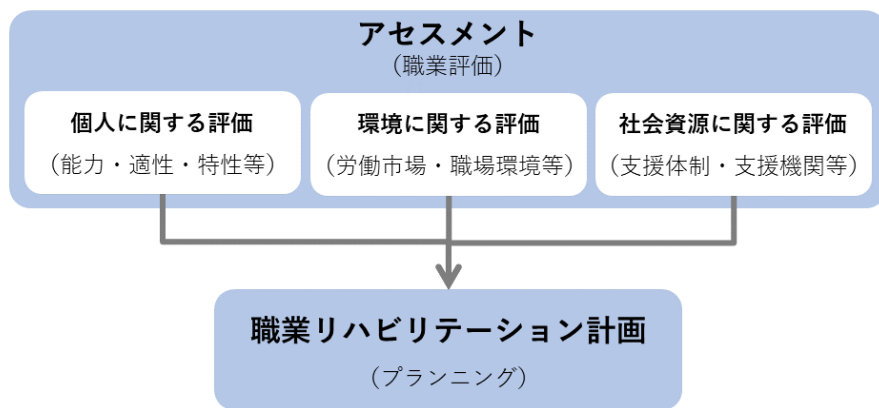 アセスメント
（職業評価）
個人に関する評価
（能力・適性・特性等）
環境に関する評価
（労働市場・職場環境等）
社会資源に関する評価
（支援体制・支援機関等）
職業リハビリテーション計画
（プランニング）